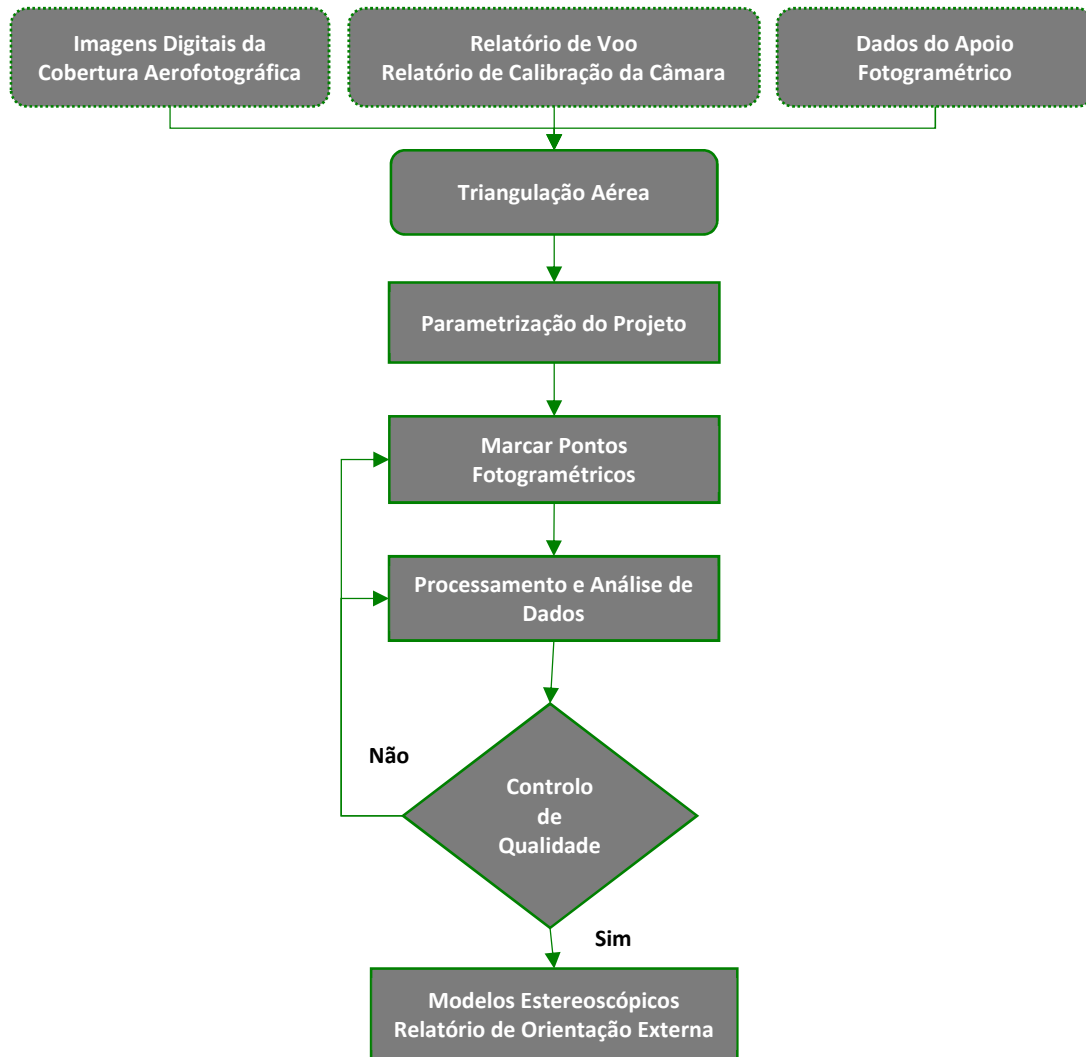 Imagens Digitais da
Cobertura Aerofotográfica
Relatório de Voo
Relatório de Calibração da Câmara
Dados do Apoio
Fotogramétrico
Triangulação Aérea
Parametrização do Projeto
Marcar Pontos
Fotogramétricos
Processamento e Análise de
Dados
Não
Controlo
de
Qualidade
Sim
Modelos Estereoscópicos
Relatório de Orientação Externa